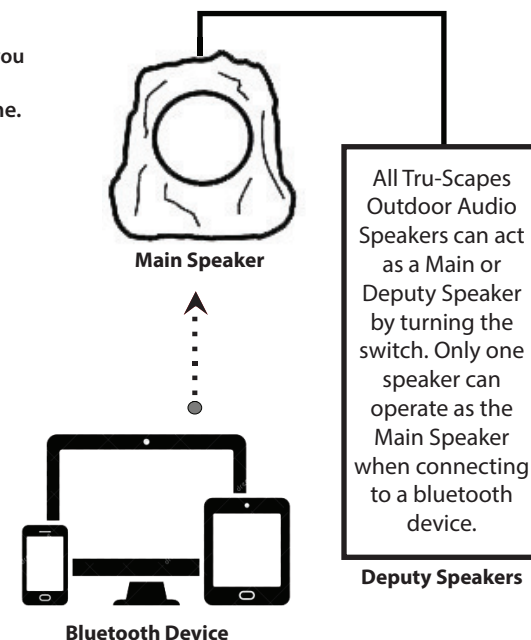 ou
ne.
Main Speaker
All Tru-Scapes
Outdoor Audio
Speakers can act
as a Main or
Deputy Speaker
by turning the
switch. Only one
speaker can
operate as the
Main Speaker
when connecting
to a bluetooth
device.
Deputy Speakers
Bluetooth Device